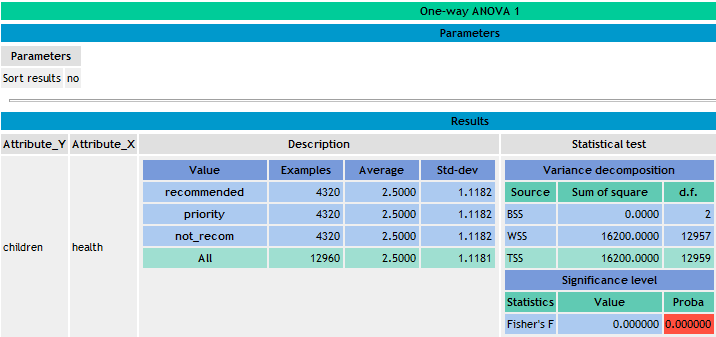 One-way ANOVA 1
Parameters
Parameters
Sort results no
Results
Attribute_Y Attribute_X Description Statistical test
children health
Value Examples Average Std-dev
recommended 4320 2.5000 1.1182
priority 4320 2.5000 1.1182
not_recom 4320 2.5000 1.1182
All 12960 2.5000 1.1181
Variance decomposition
Source Sum of square d.f.
BSS 0.0000 2
WSS 16200.0000 12957
TSS 16200.0000 12959
Significance level
Statistics Value Proba
Fisher's F 0.000000 0.000000